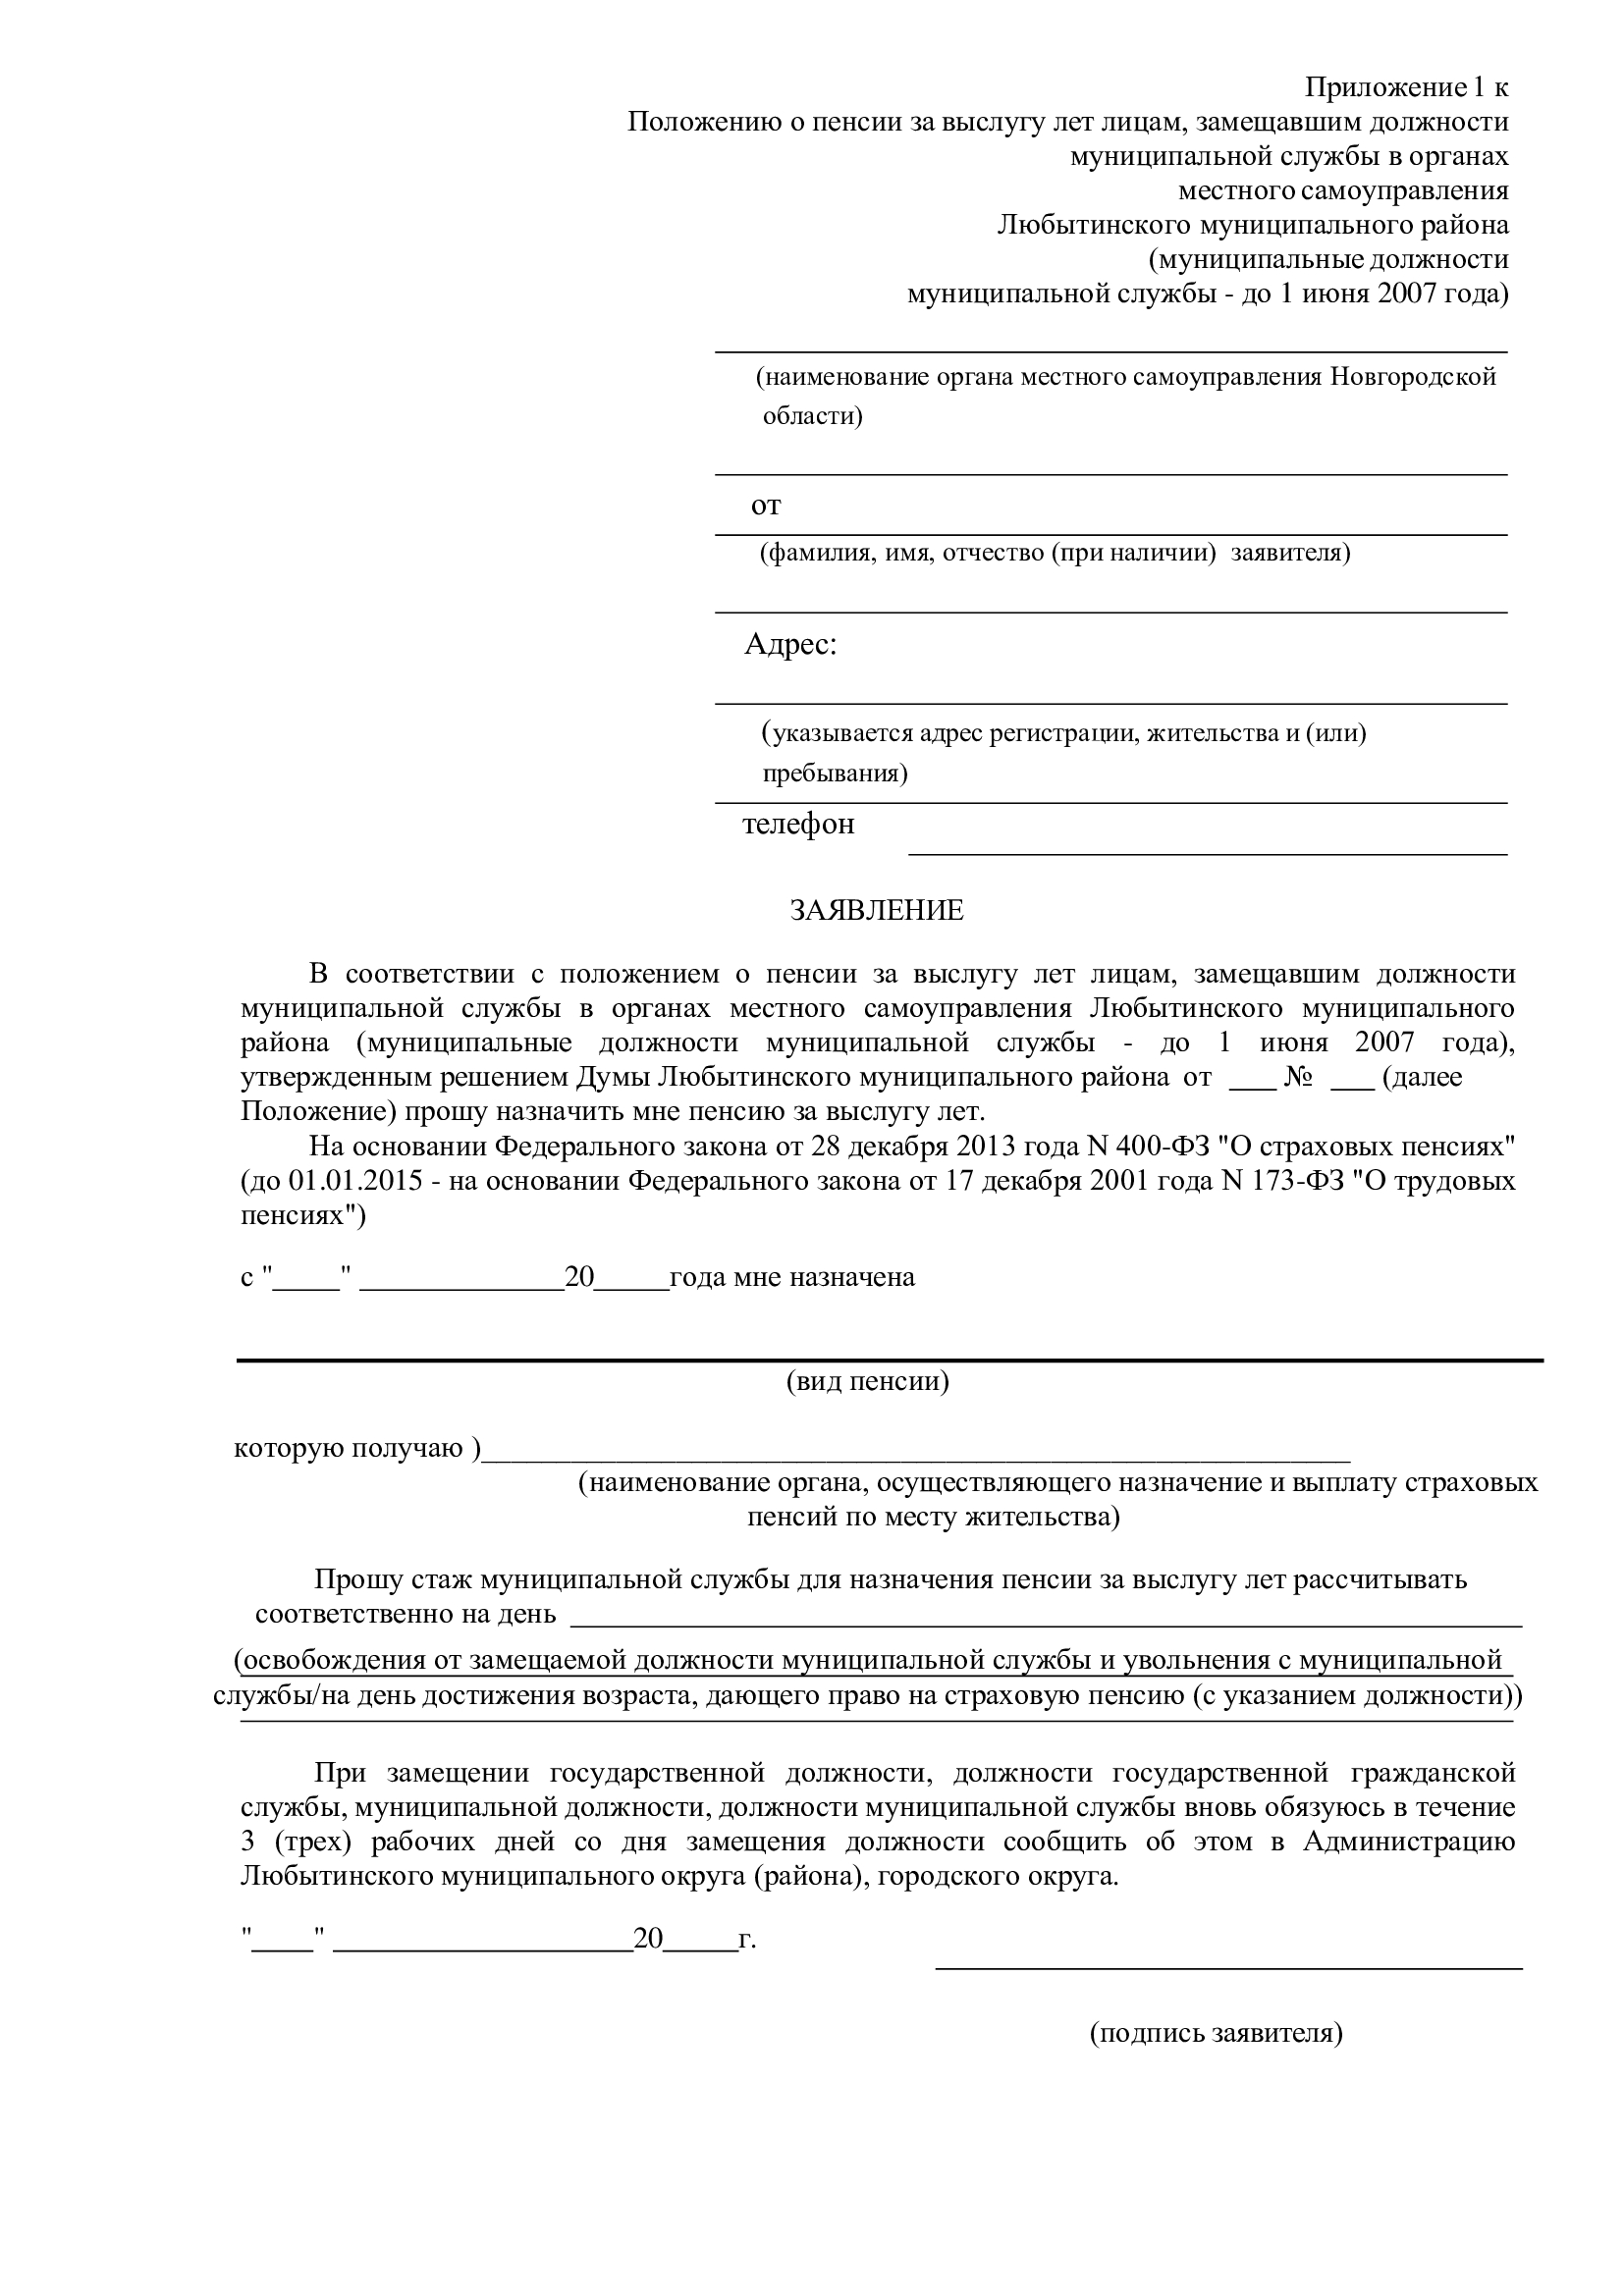 Приложение 1 к
Положению о пенсии за выслугу лет лицам, замещавшим должности
муниципальной службы в органах
местного самоуправления
Любытинского муниципального района
(муниципальные должности
муниципальной службы - до 1 июня 2007 года)
(наименование органа местного самоуправления Новгородской
области)
от
(фамилия, имя, отчество (при наличии) заявителя)
Адрес:
(указывается адрес регистрации, жительства и (или)
пребывания)
телефон
ЗАЯВЛЕНИЕ
В соответствии с положением о пенсии за выслугу лет лицам, замещавшим должности
муниципальной службы в органах местного самоуправления Любытинского муниципального
района (муниципальные должности муниципальной службы - до 1 июня 2007 года),
утвержденным решением Думы Любытинского муниципального района от ___ № ___ (далее
Положение) прошу назначить мне пенсию за выслугу лет.
На основании Федерального закона от 28 декабря 2013 года N 400-ФЗ "О страховых пенсиях"
(до 01.01.2015 - на основании Федерального закона от 17 декабря 2001 года N 173-ФЗ "О трудовых
пенсиях")
с "_____" ______________20_____года мне назначена
(вид пенсии)
которую получаю )__________________________________________________________
(наименование органа, осуществляющего назначение и выплату страховых
пенсий по месту жительства)
Прошу стаж муниципальной службы для назначения пенсии за выслугу лет рассчитывать
соответственно на день
(освобождения от замещаемой должности муниципальной службы и увольнения с муниципальной
службы/на день достижения возраста, дающего право на страховую пенсию (с указанием должности))
При замещении государственной должности, должности государственной гражданской
службы, муниципальной должности, должности муниципальной службы вновь обязуюсь в течение
3 (трех) рабочих дней со дня замещения должности сообщить об этом в Администрацию
Любытинского муниципального округа (района), городского округа.
"____" ____________________20_____г.
(подпись заявителя)